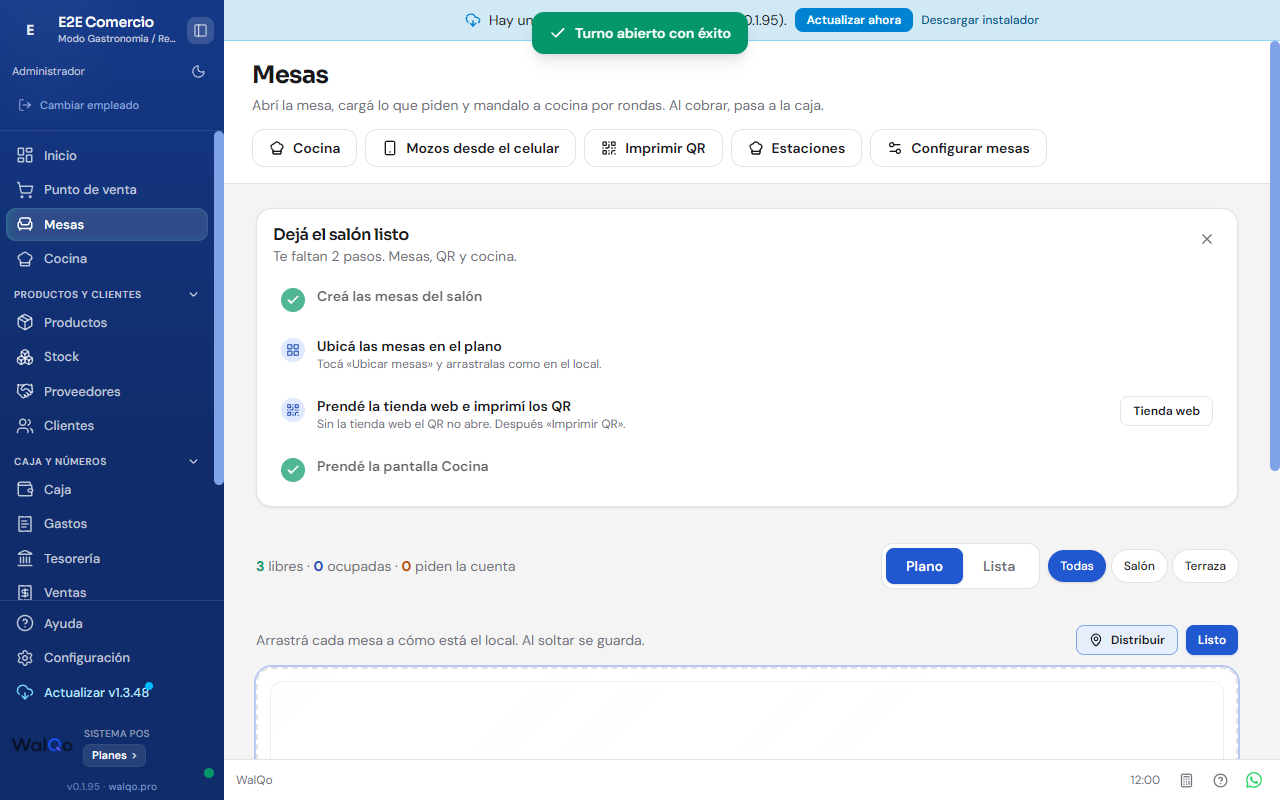 E
E2E Comercio
Modo Gastronomía / Re...
Administrador
Cambiar empleado
Inicio
Punto de venta
Mesas
Cocina
PRODUCTOS Y CLIENTES
Productos
Stock
Proveedores
Clientes
CAJA Y NÚMEROS
Caja
Gastos
Tesorería
Ventas
Ayuda
Configuración
Actualizar v1.3.48
WalQo
SISTEMA POS
Planes
v0.1.95 · walqo.pro
Hay un
0.1.95).
Actualizar ahora
Descargar instalador
Turno abierto con éxito
Mesas
Abrí la mesa, cargá lo que piden y mandalo a cocina por rondas. Al cobrar, pasa a la caja.
Cocina
Mozos desde el celular
Imprimir QR
Estaciones
Configurar mesas
Dejá el salón listo
Te faltan 2 pasos. Mesas, QR y cocina.
Creá las mesas del salón
Ubicá las mesas en el plano
Tocá «Ubicar mesas» y arrastralas como en el local.
Prendé la tienda web e imprimí los QR
Sin la tienda web el QR no abre. Después «Imprimir QR».
Tienda web
Prendé la pantalla Cocina
3 libres · 0 ocupadas · 0 piden la cuenta
Plano
Lista
Todas
Salón
Terraza
Arrastrá cada mesa a cómo está el local. Al soltar se guarda.
Distribuir
Listo
WalQo
12:00